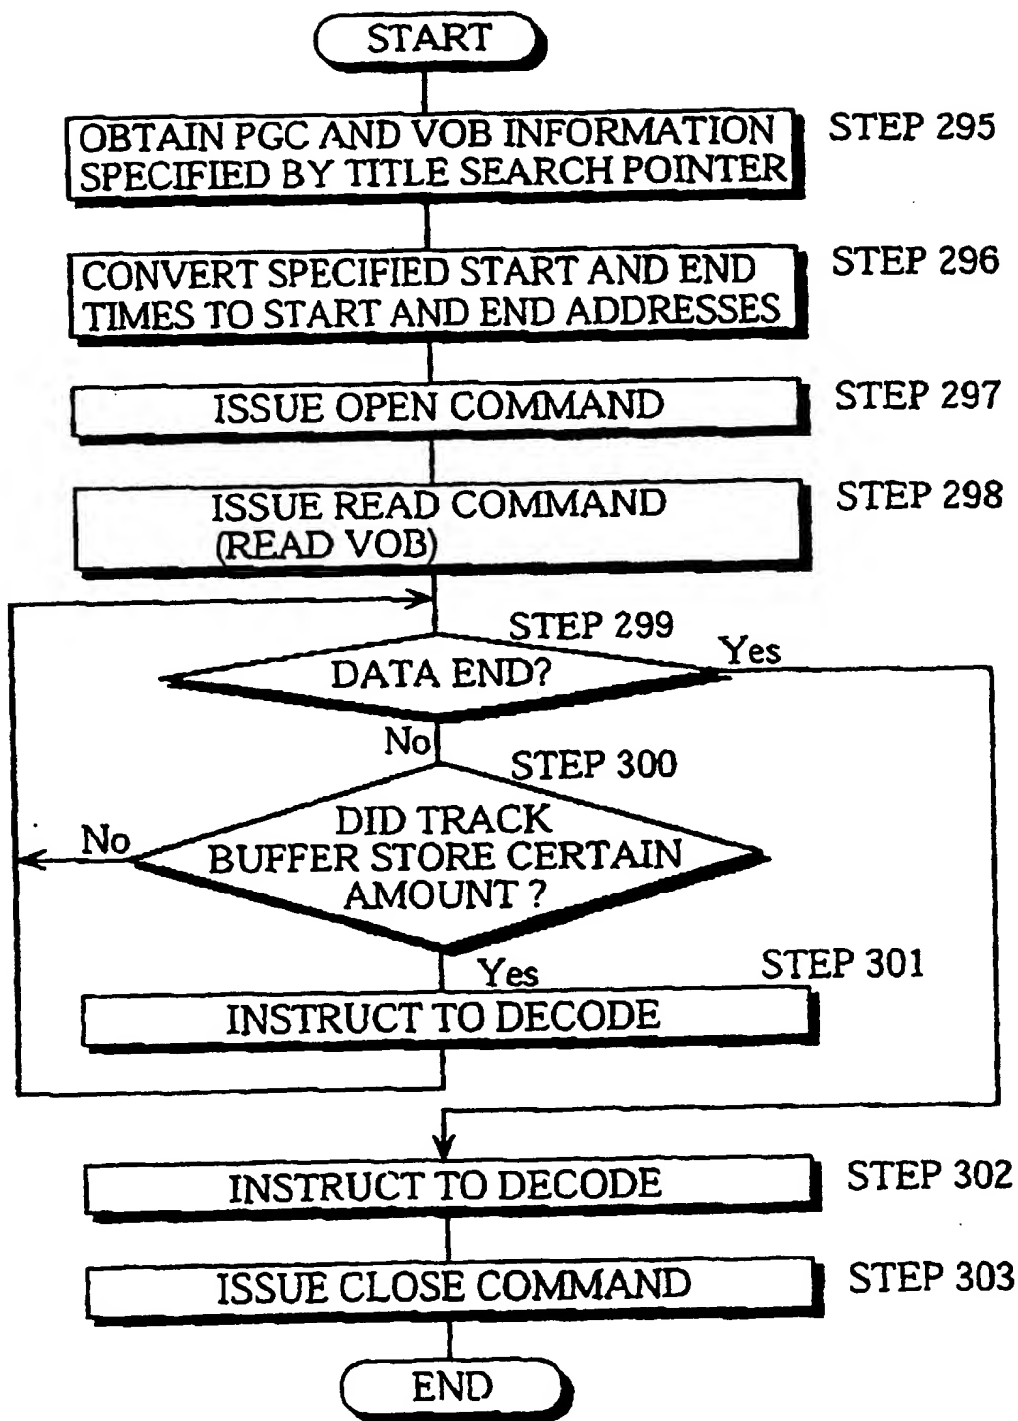 START
OBTAIN PGC AND VOB INFORMATION
SPECIFIED BY TITLE SEARCH POINTER
STEP 295
CONVERT SPECIFIED START AND END
TIMES TO START AND END ADDRESSES
STEP 296
ISSUE OPEN COMMAND
STEP 297
ISSUE READ COMMAND
(READ VOB)
STEP 298
STEP 299
DATA END?
Yes
No
STEP 300
DID TRACK
BUFFER STORE CERTAIN
AMOUNT ?
No
Yes
STEP 301
INSTRUCT TO DECODE
INSTRUCT TO DECODE
STEP 302
ISSUE CLOSE COMMAND
STEP 303
END